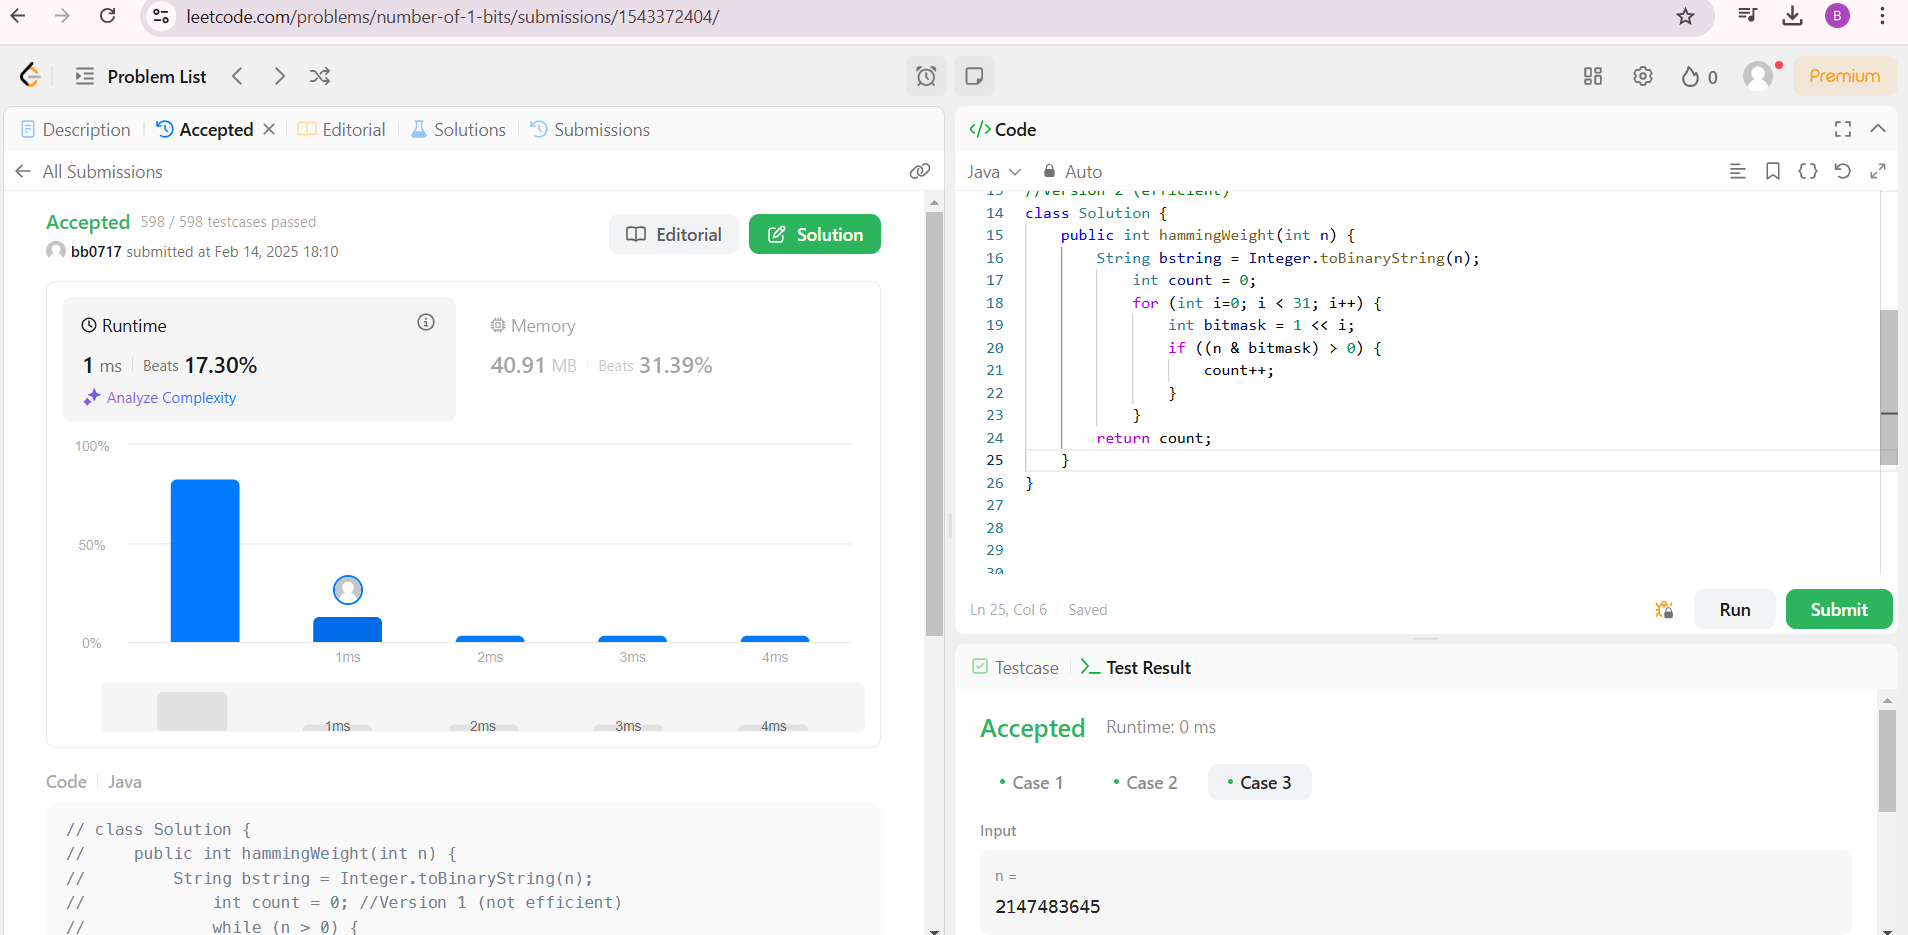 leetcode.com/problems/number-of-1-bits/submissions/1543372404/
B
Problem List
0
Premium
Description
Accepted
Editorial
Solutions
Submissions
All Submissions
Accepted 598 / 598 testcases passed
bb0717 submitted at Feb 14, 2025 18:10
Editorial
Solution
Runtime
1 ms Beats 17.30%
Analyze Complexity
Memory
40.91 MB Beats 31.39%
100%
50%
0%
1ms 2ms 3ms 4ms
1ms 2ms 3ms 4ms
Code Java
// class Solution {
//     public int hammingWeight(int n) {
//         String bstring = Integer.toBinaryString(n);
//             int count = 0; //Version 1 (not efficient)
//             while (n > 0) {
</> Code
Java Auto
13 //Version 2 (efficient)
14 class Solution {
15     public int hammingWeight(int n) {
16         String bstring = Integer.toBinaryString(n);
17             int count = 0;
18             for (int i=0; i < 31; i++) {
19                 int bitmask = 1 << i;
20                 if ((n & bitmask) > 0) {
21                     count++;
22                 }
23             }
24         return count;
25     }
26 }
27
28
29
30
Ln 25, Col 6 Saved
Run
Submit
Testcase
Test Result
Accepted Runtime: 0 ms
• Case 1 • Case 2 • Case 3
Input
n =
2147483645